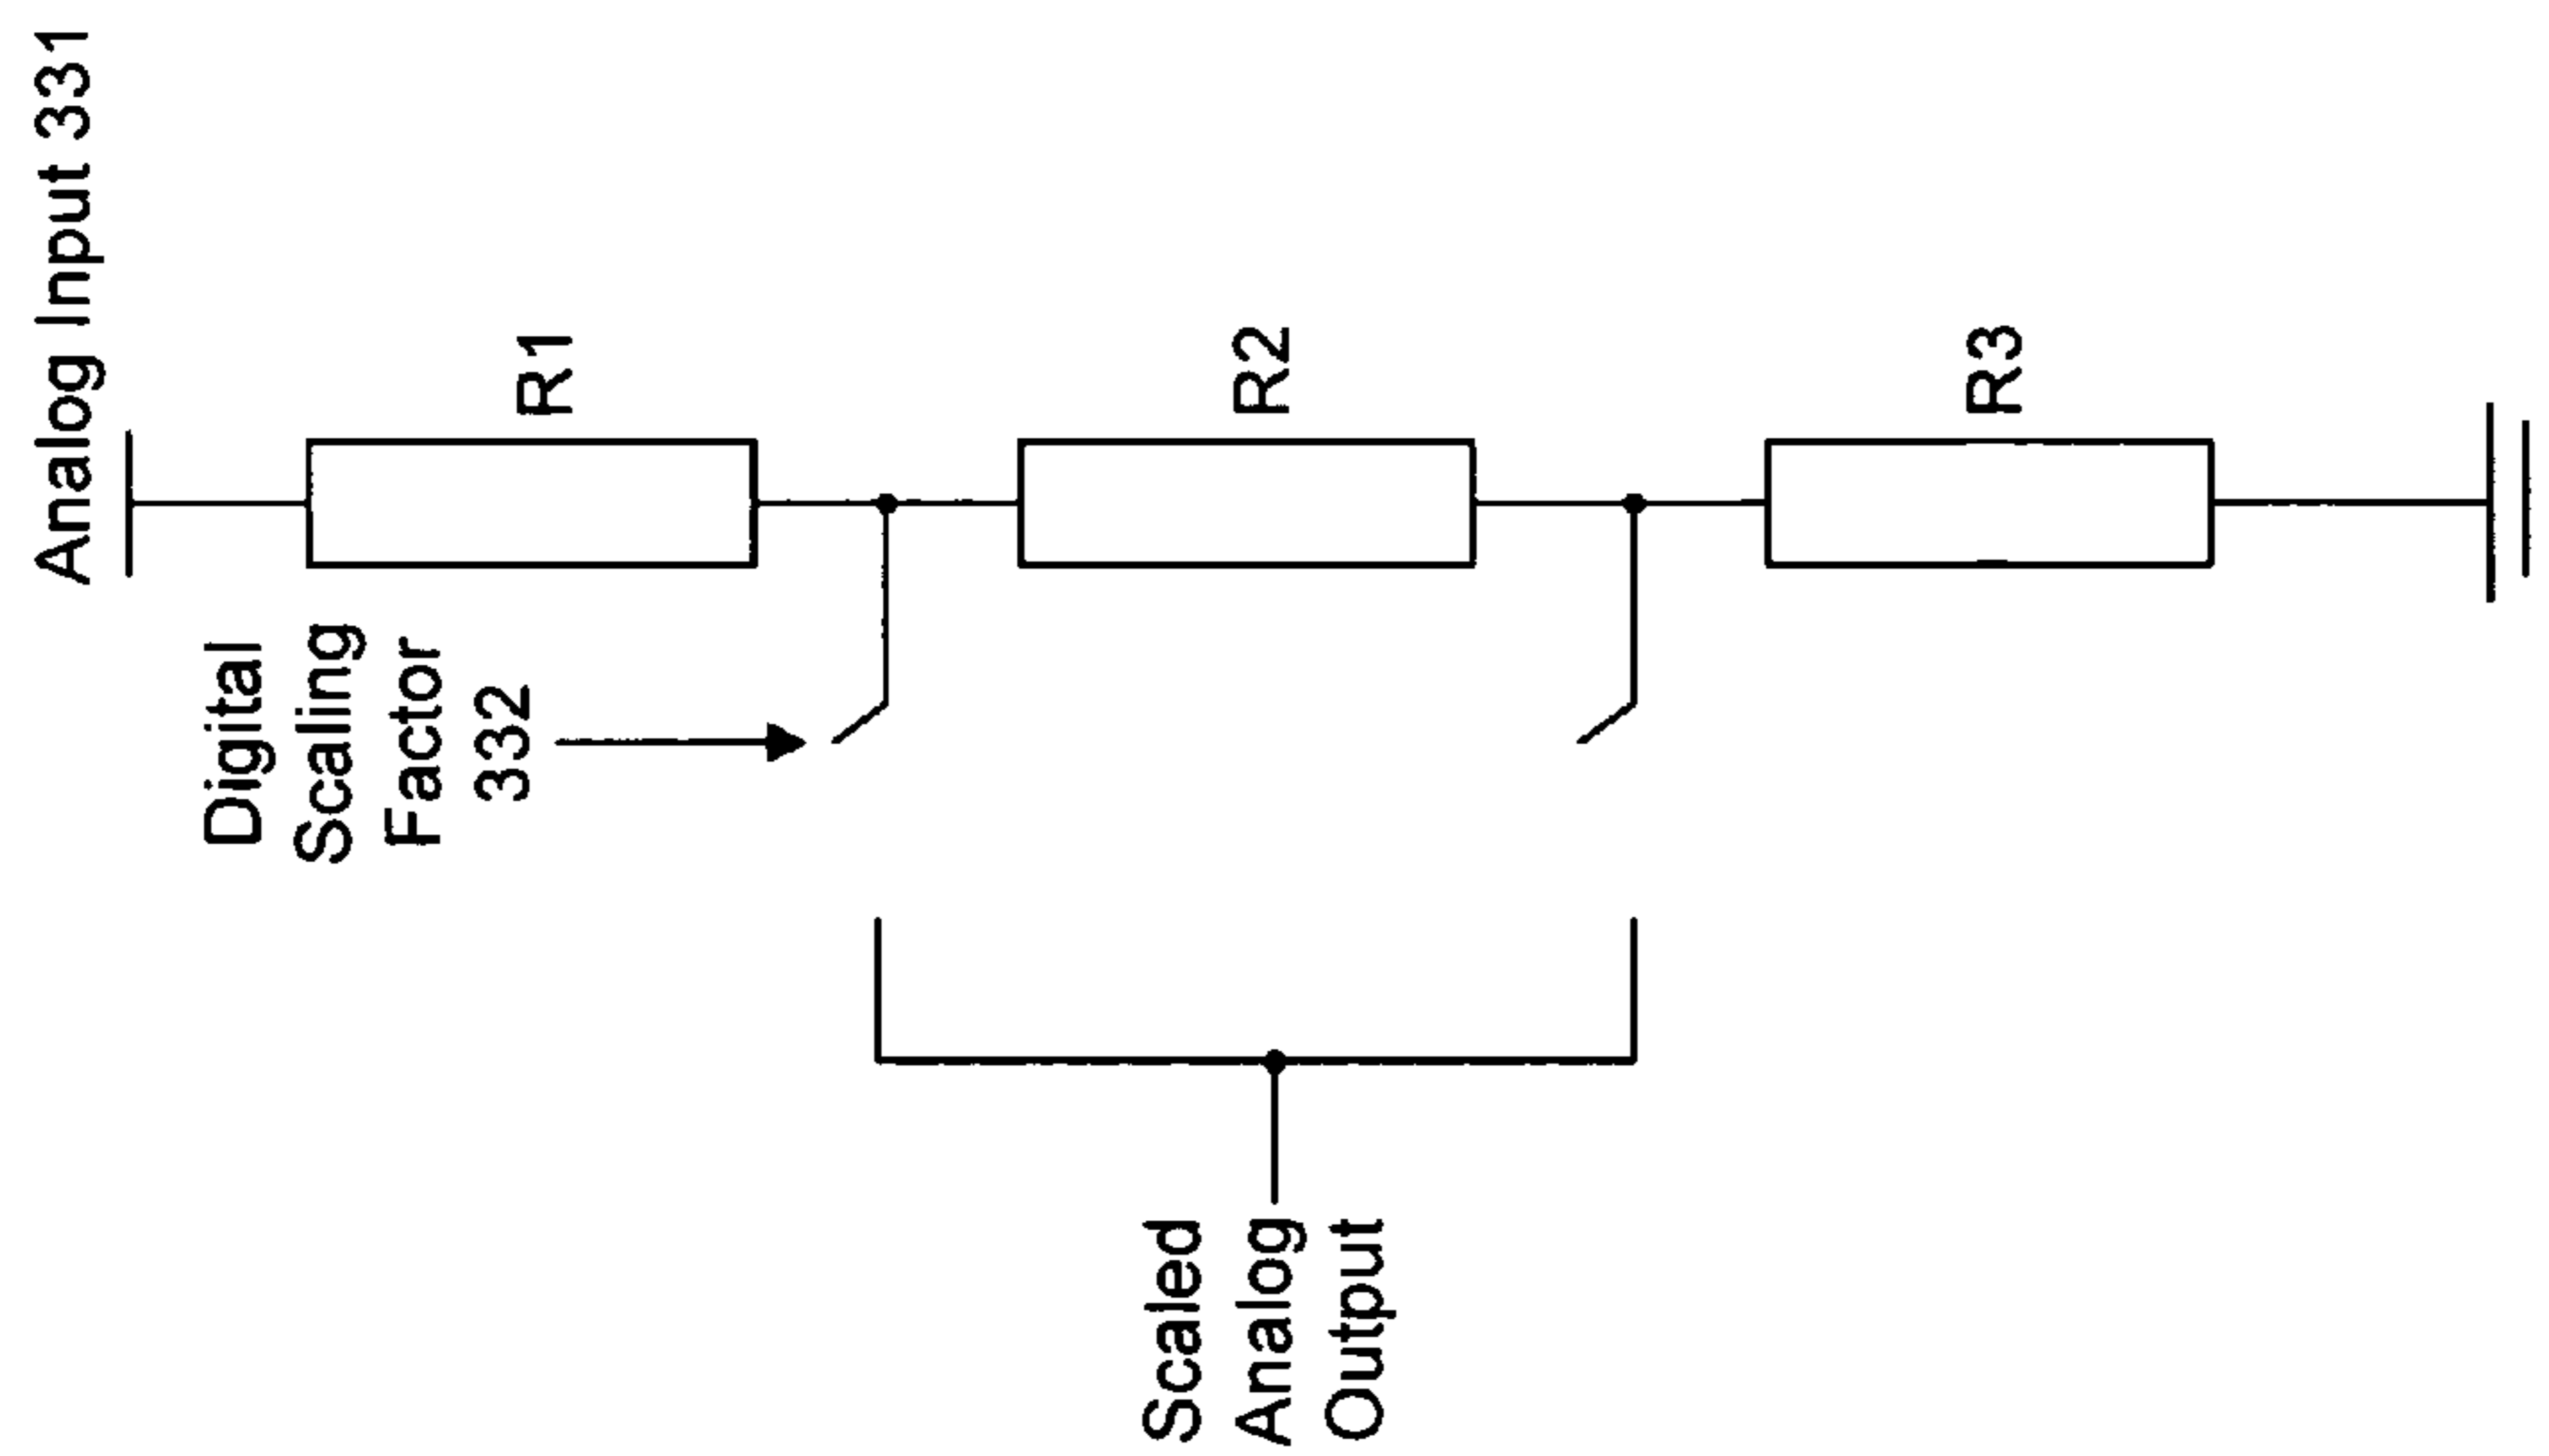 Analog Input 331
Digital
Scaling
Factor
332
R1
R2
R3
Scaled
Analog
Output